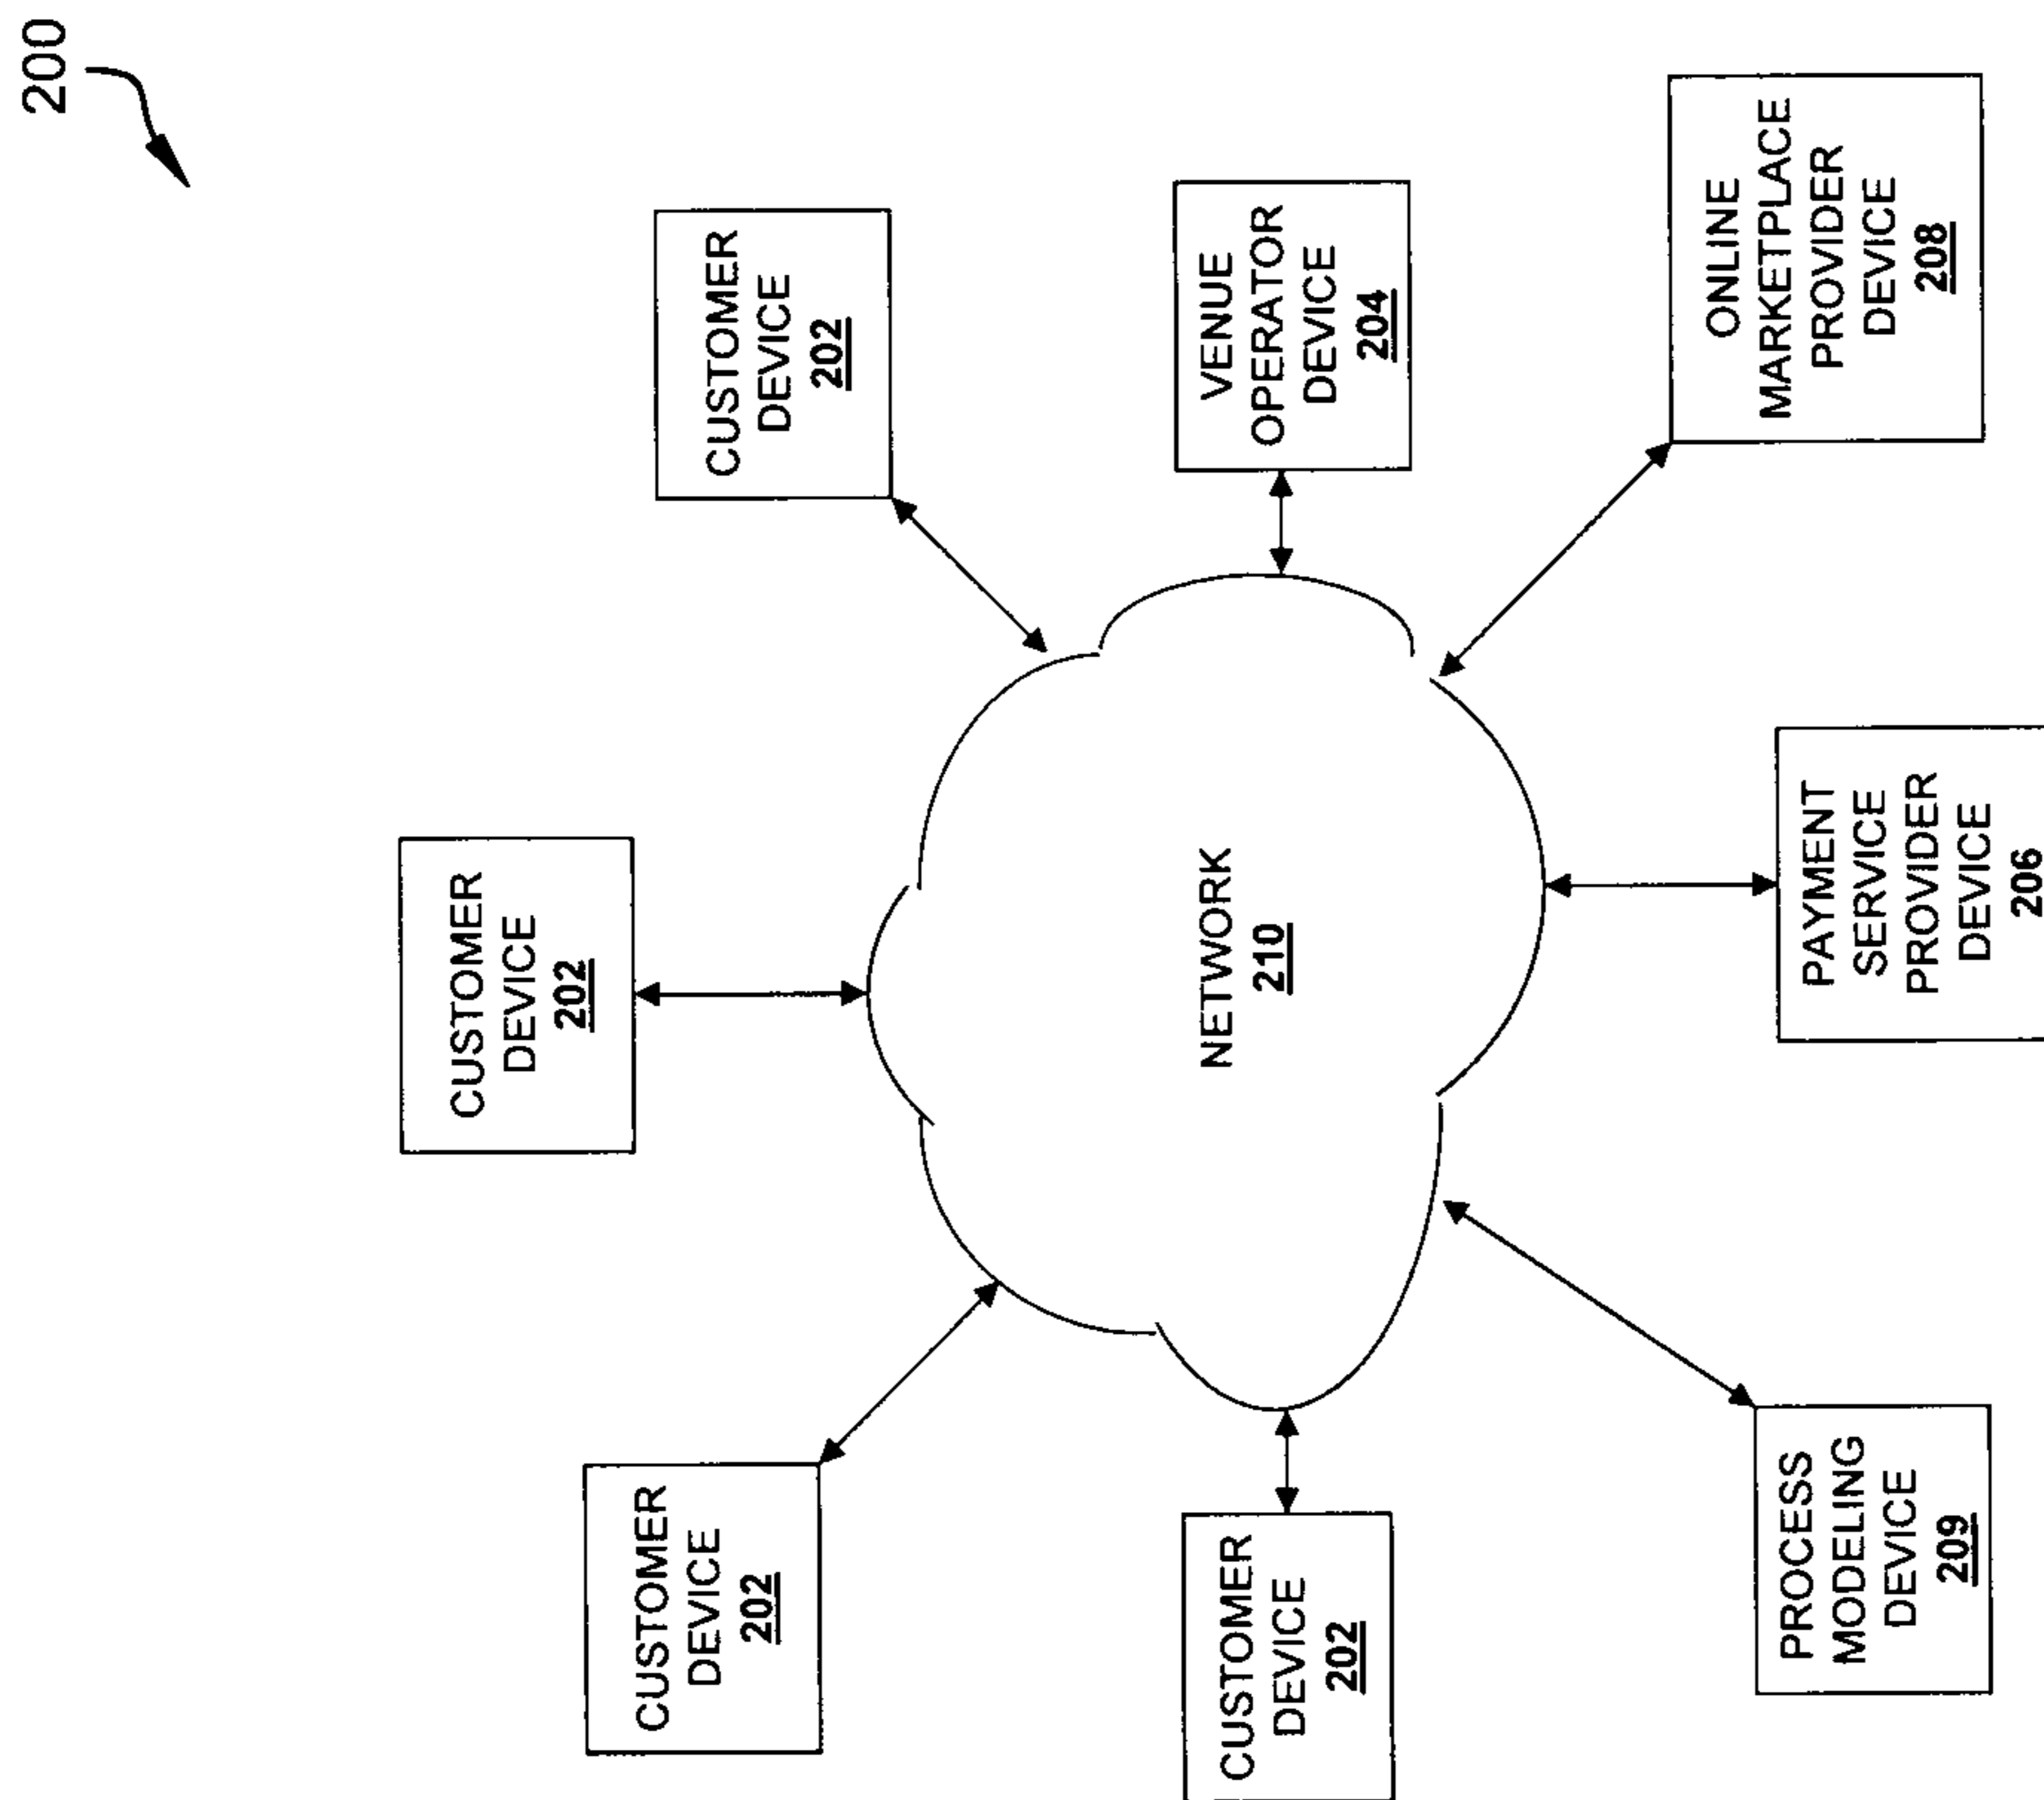 200
CUSTOMER
DEVICE
202
CUSTOMER
DEVICE
202
CUSTOMER
DEVICE
202
CUSTOMER
DEVICE
202
NETWORK
210
VENUE
OPERATOR
DEVICE
204
PROCESS
MODELING
DEVICE
209
PAYMENT
SERVICE
PROVIDER
DEVICE
206
ONLINE
MARKETPLACE
PROVIDER
DEVICE
208